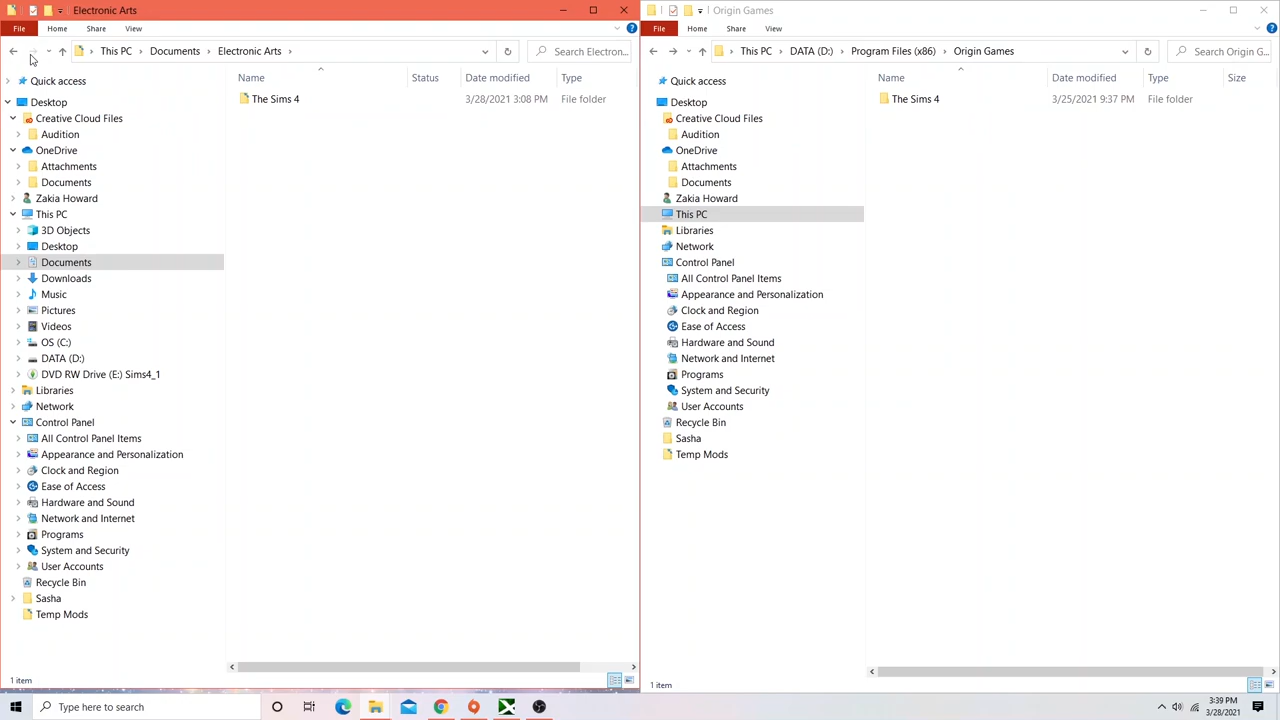 Electronic Arts
File Home Share View
This PC > Documents > Electronic Arts >
Search Electron...
Quick access
Desktop
Creative Cloud Files
Audition
OneDrive
Attachments
Documents
Zakia Howard
This PC
3D Objects
Desktop
Documents
Downloads
Music
Pictures
Videos
OS (C:)
DATA (D:)
DVD RW Drive (E:) Sims4_1
Libraries
Network
Control Panel
All Control Panel Items
Appearance and Personalization
Clock and Region
Ease of Access
Hardware and Sound
Network and Internet
Programs
System and Security
User Accounts
Recycle Bin
Sasha
Temp Mods
Name Status Date modified Type
The Sims 4 3/28/2021 3:08 PM File folder
1 item
Origin Games
File Home Share View
This PC > DATA (D:) > Program Files (x86) > Origin Games
Search Origin G...
Quick access
Desktop
Creative Cloud Files
Audition
OneDrive
Attachments
Documents
Zakia Howard
This PC
Libraries
Network
Control Panel
All Control Panel Items
Appearance and Personalization
Clock and Region
Ease of Access
Hardware and Sound
Network and Internet
Programs
System and Security
User Accounts
Recycle Bin
Sasha
Temp Mods
Name Date modified Type Size
The Sims 4 3/25/2021 9:37 PM File folder
1 item
Type here to search
3:39 PM
3/28/2021